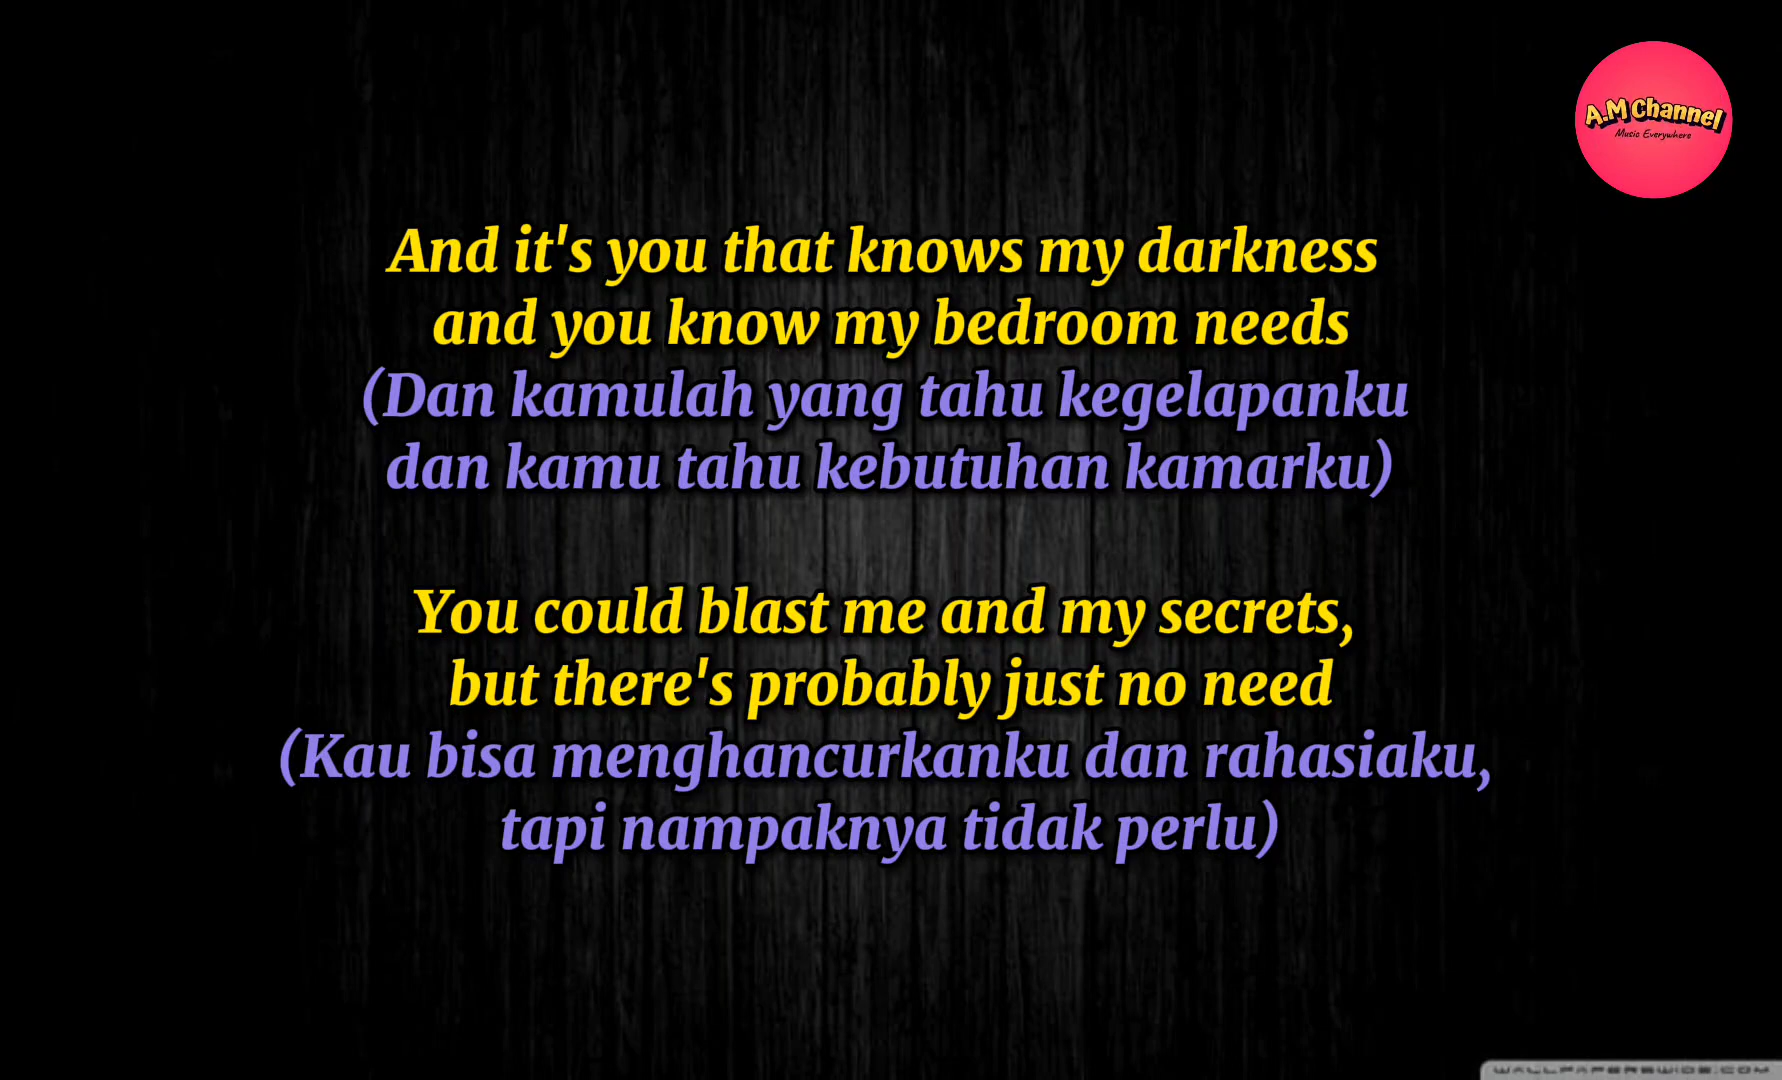 A.M Channel
Music Everywhere
And it's you that knows my darkness
and you know my bedroom needs
(Dan kamulah yang tahu kegelapanku
dan kamu tahu kebutuhan kamarku)
You could blast me and my secrets,
but there's probably just no need
(Kau bisa menghancurkanku dan rahasiaku,
tapi nampaknya tidak perlu)
WALLPAPERSWIDE.COM